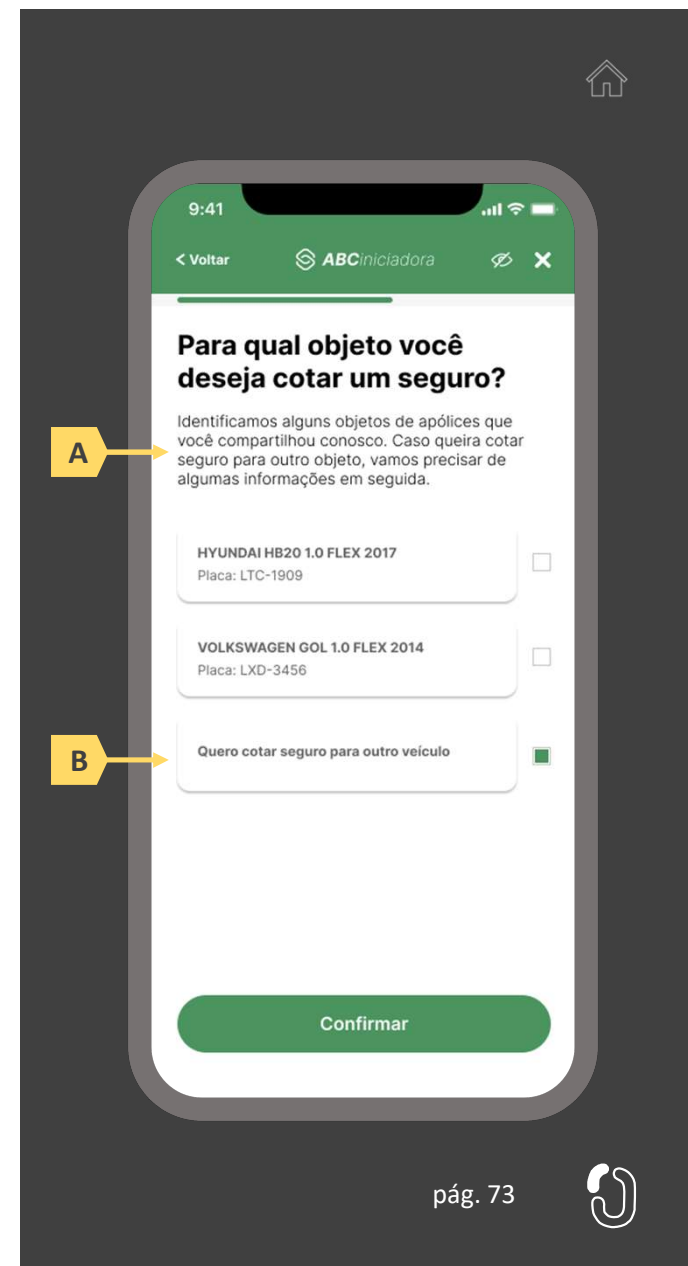 9:41
< Voltar ABCiniciadora
Para qual objeto você
deseja cotar um seguro?
Identificamos alguns objetos de apólices que
você compartilhou conosco. Caso queira cotar
A
seguro para outro objeto, vamos precisar de
algumas informações em seguida.
HYUNDAI HB20 1.0 FLEX 2017
Placa: LTC-1909
VOLKSWAGEN GOL 1.0 FLEX 2014
Placa: LXD-3456
B
Quero cotar seguro para outro veículo
Confirmar
pág. 73